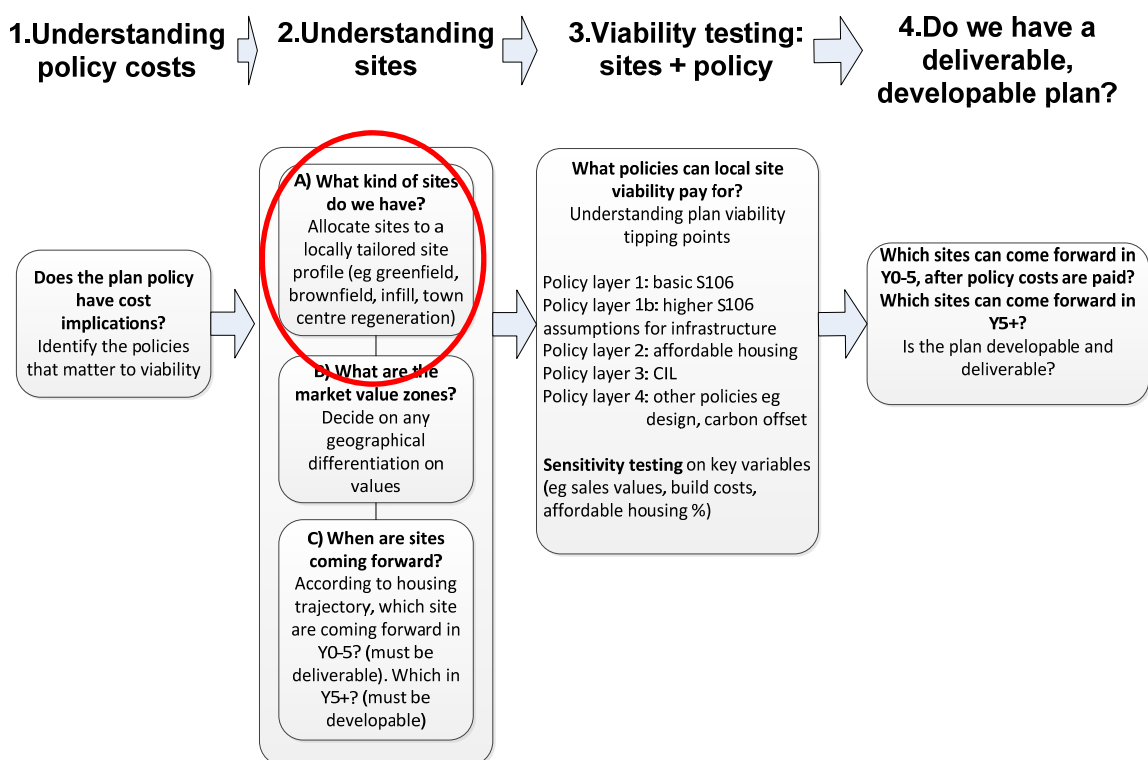 1.Understanding
policy costs
2.Understanding
sites
3.Viability testing:
sites + policy
4.Do we have a
deliverable,
developable plan?
Does the plan policy
have cost
implications?
Identify the policies
that matter to viability
A) What kind of sites
do we have?
Allocate sites to a
locally tailored site
profile (eg greenfield,
brownfield, infill, town
centre regeneration)
B) What are the
market value zones?
Decide on any
geographical
differentiation on
values
C) When are sites
coming forward?
According to housing
trajectory, which site
are coming forward in
Y0-5? (must be
deliverable). Which in
Y5+? (must be
developable)
What policies can local site
viability pay for?
Understanding plan viability
tipping points
Policy layer 1: basic S106
Policy layer 1b: higher S106
assumptions for infrastructure
Policy layer 2: affordable housing
Policy layer 3: CIL
Policy layer 4: other policies eg
design, carbon offset
Sensitivity testing on key variables
(eg sales values, build costs,
affordable housing %)
Which sites can come forward in
Y0-5, after policy costs are paid?
Which sites can come forward in
Y5+?
Is the plan developable and
deliverable?